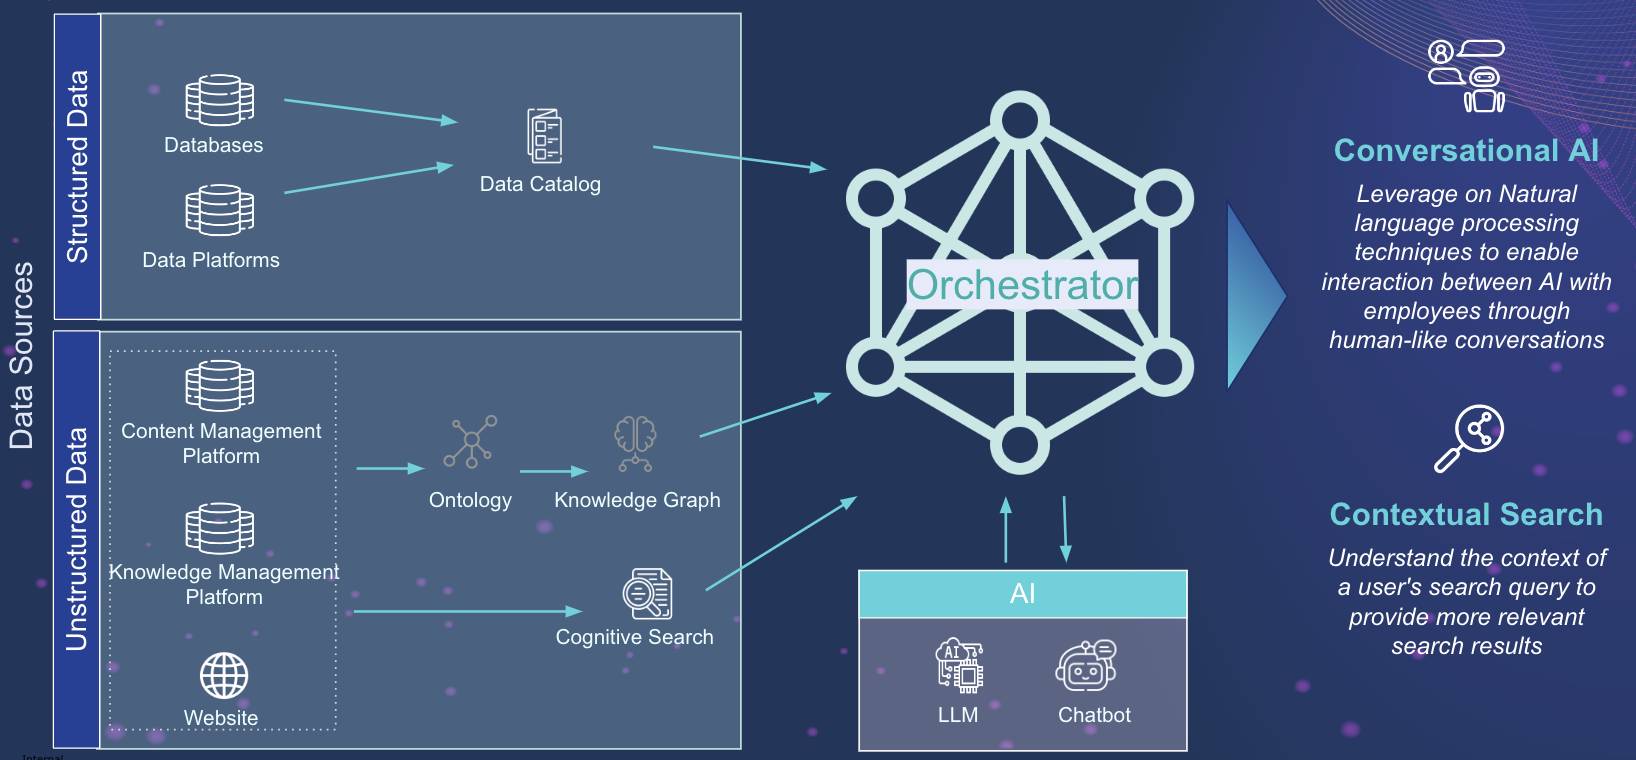 Data Sources
Structured Data
Databases
Data Platforms
Data Catalog
Unstructured Data
Content Management
Platform
Knowledge Management
Platform
Website
Ontology
Knowledge Graph
Cognitive Search
Orchestrator
AI
AI
LLM
Chatbot
Conversational AI
Leverage on Natural
language processing
techniques to enable
interaction between AI with
employees through
human-like conversations
Contextual Search
Understand the context of
a user's search query to
provide more relevant
search results
Internal